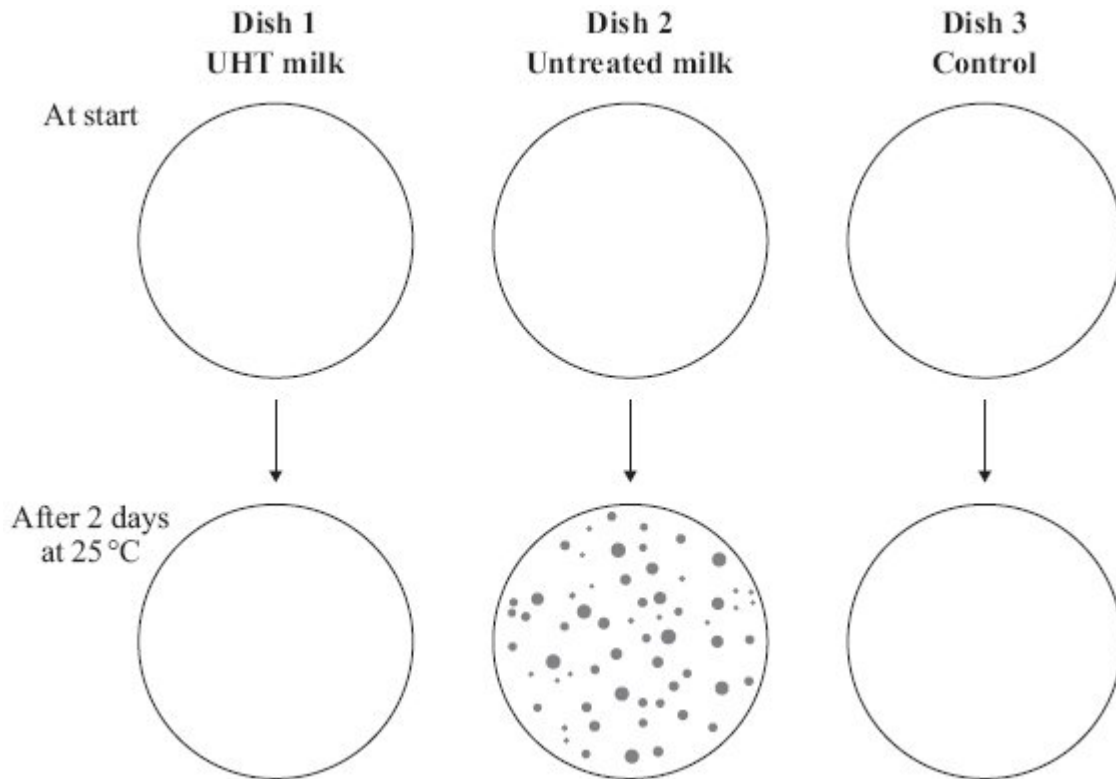 Dish 1
UHT milk
Dish 2
Untreated milk
Dish 3
Control
At start
After 2 days
at 25 °C